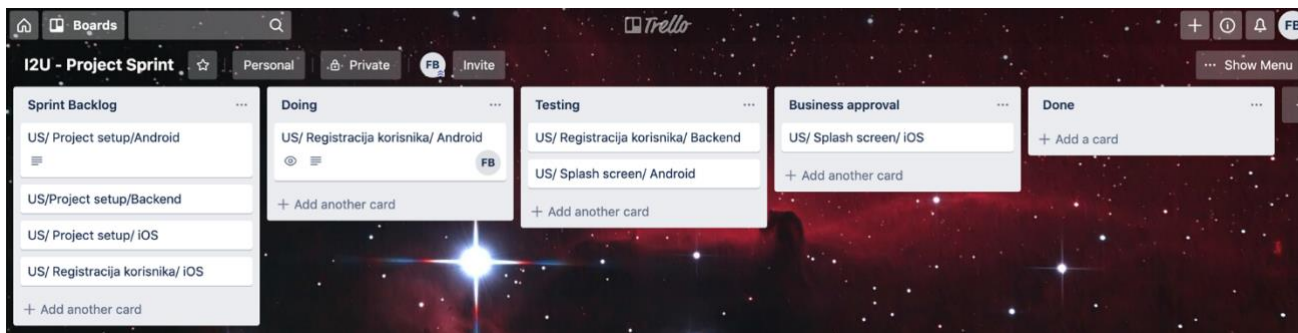 Boards
Trello
FB
I2U - Project Sprint
Personal
Private
FB
Invite
... Show Menu
Sprint Backlog
US/ Project setup/Android
US/Project setup/Backend
US/ Project setup/ iOS
US/ Registracija korisnika/ iOS
+ Add another card
Doing
US/ Registracija korisnika/ Android
FB
+ Add another card
Testing
US/ Registracija korisnika/ Backend
US/ Splash screen/ Android
+ Add another card
Business approval
US/ Splash screen/ iOS
+ Add another card
Done
+ Add a card